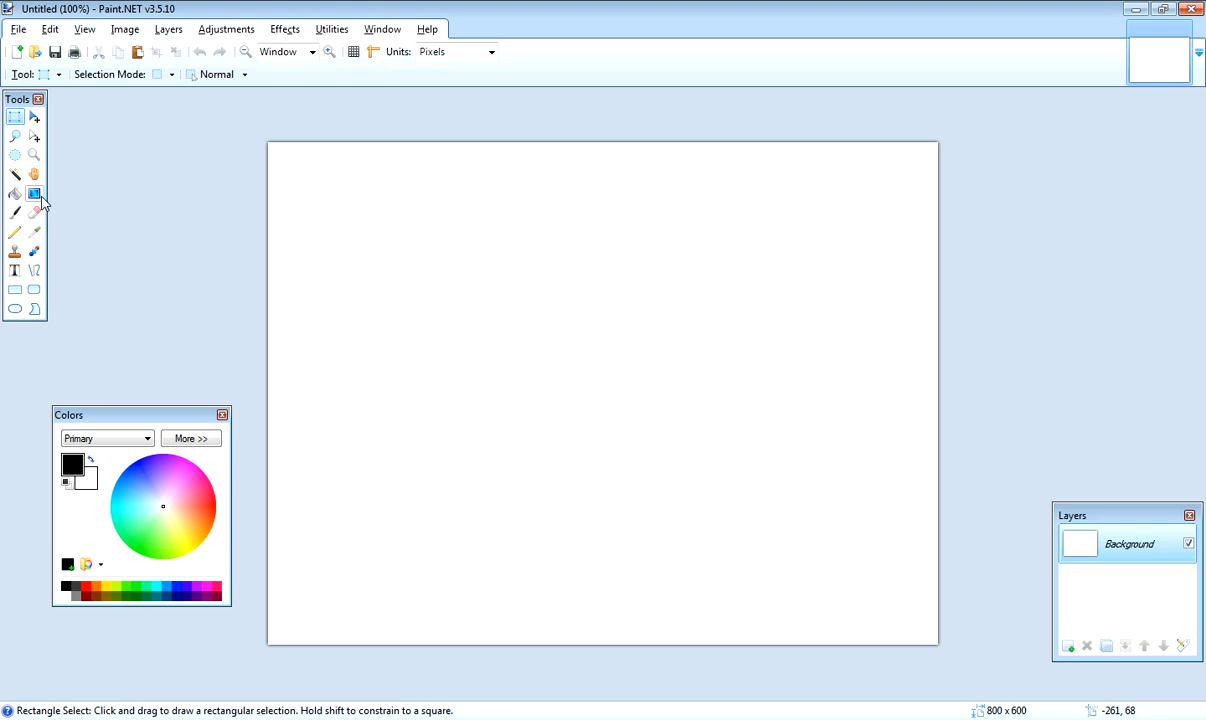 Untitled (100%) - Paint.NET v3.5.10
File Edit View Image Layers Adjustments Effects Utilities Window Help
Window Units: Pixels
Tool: Selection Mode: Normal
Tools
Colors
Primary More >>
Layers
Background
Rectangle Select: Click and drag to draw a rectangular selection. Hold shift to constrain to a square. 800 x 600 -261, 68